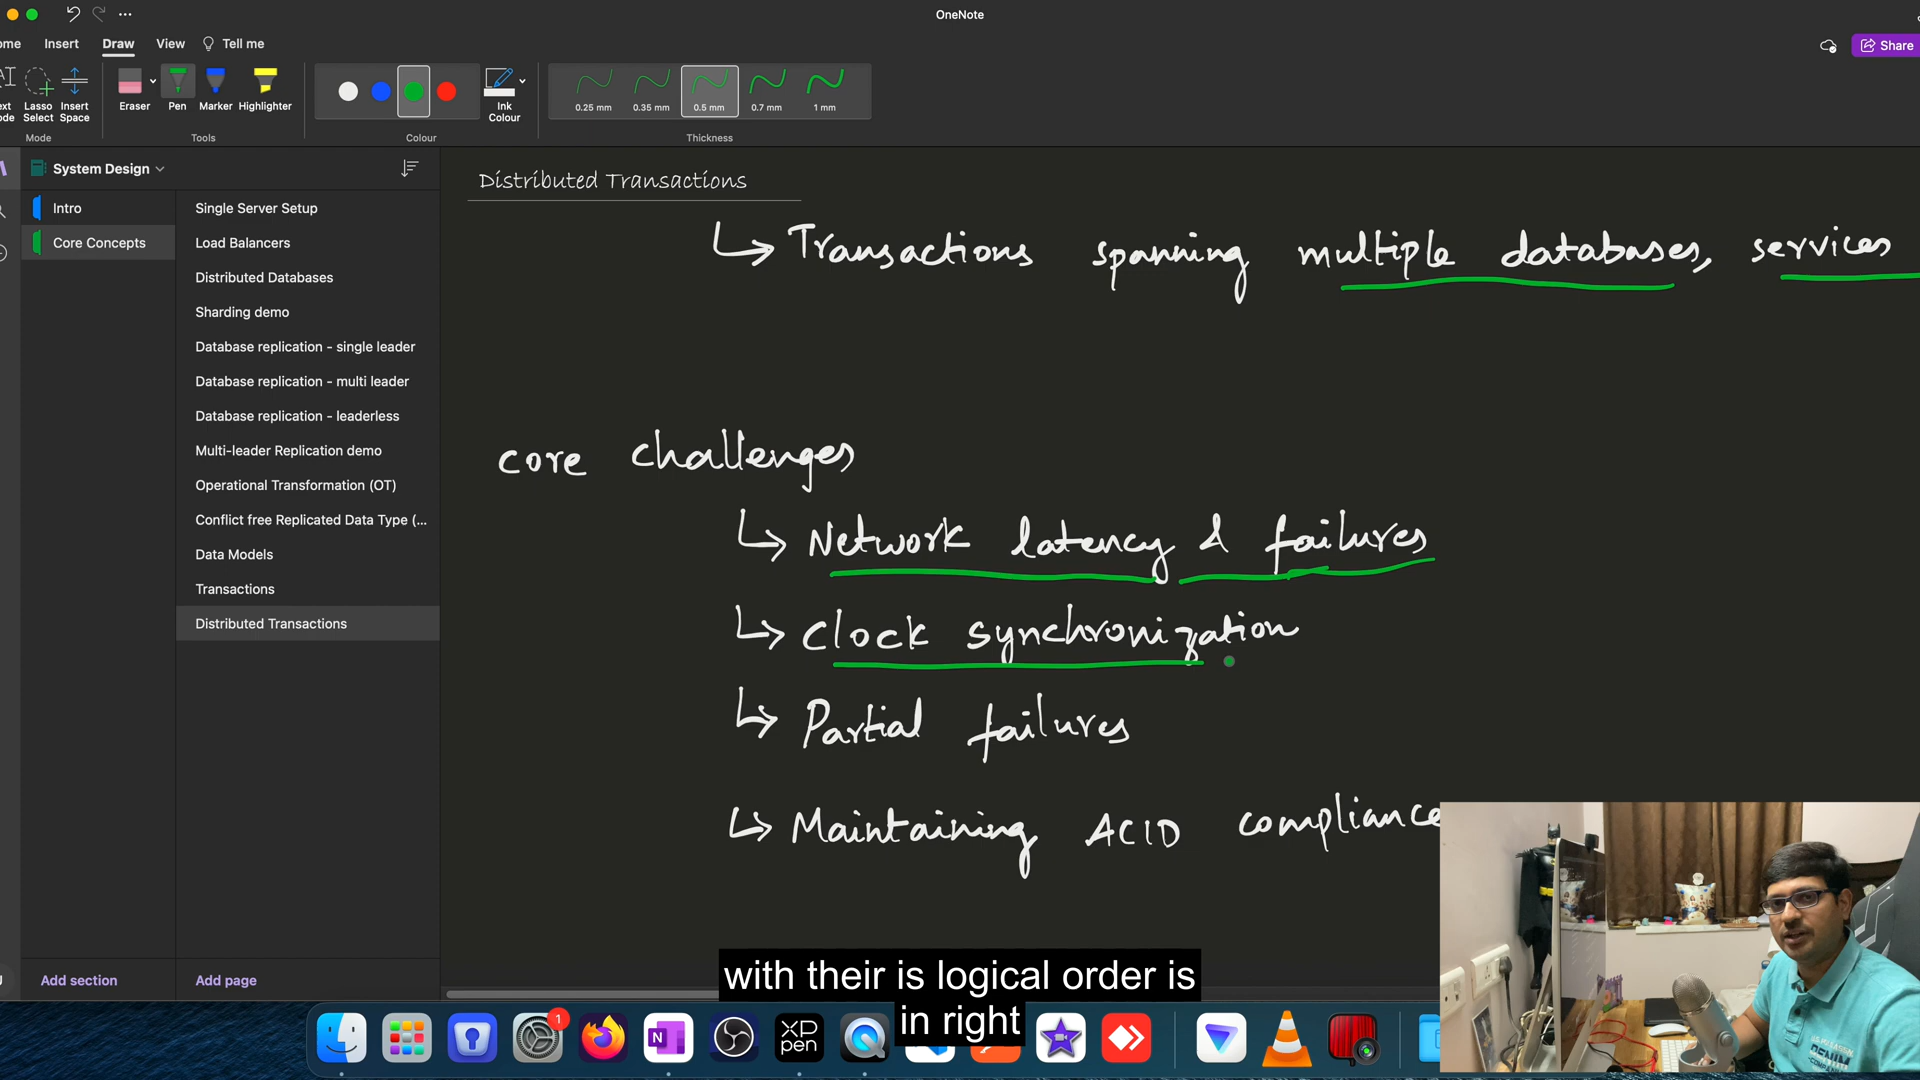 OneNote
ome Insert Draw View Tell me
Share
Eraser Pen Marker Highlighter
Lasso Select
Insert Space
Ink Colour
0.25 mm 0.35 mm 0.5 mm 0.7 mm 1 mm
Mode Tools Colour Thickness
System Design
Intro
Core Concepts
Single Server Setup
Load Balancers
Distributed Databases
Sharding demo
Database replication - single leader
Database replication - multi leader
Database replication - leaderless
Multi-leader Replication demo
Operational Transformation (OT)
Conflict free Replicated Data Type (...
Data Models
Transactions
Distributed Transactions
Add section
Add page
Distributed Transactions
Transactions spanning multiple databases, services
core challenges
Network latency & failures
Clock synchronization
Partial failures
Maintaining ACID compliance
with their is logical order is
in right
1
N
XP
pen